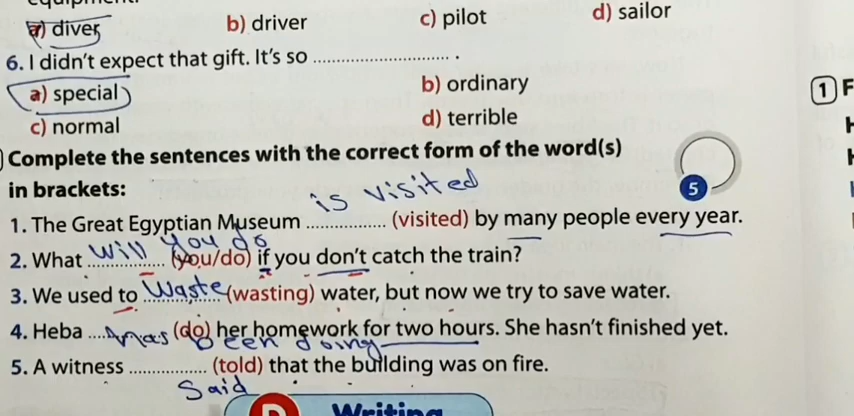 a) diver b) driver c) pilot d) sailor
6. I didn't expect that gift. It's so ............................ .
a) special b) ordinary
c) normal d) terrible
Complete the sentences with the correct form of the word(s)
in brackets:
5
is visited
1. The Great Egyptian Museum ................ (visited) by many people every year.
will you do
2. What ................ (you/do) if you don't catch the train?
3. We used to waste (wasting) water, but now we try to save water.
4. Heba .... has (do) her homework for two hours. She hasn't finished yet.
been doing
5. A witness ................ (told) that the building was on fire.
Said
D Writing
1 F